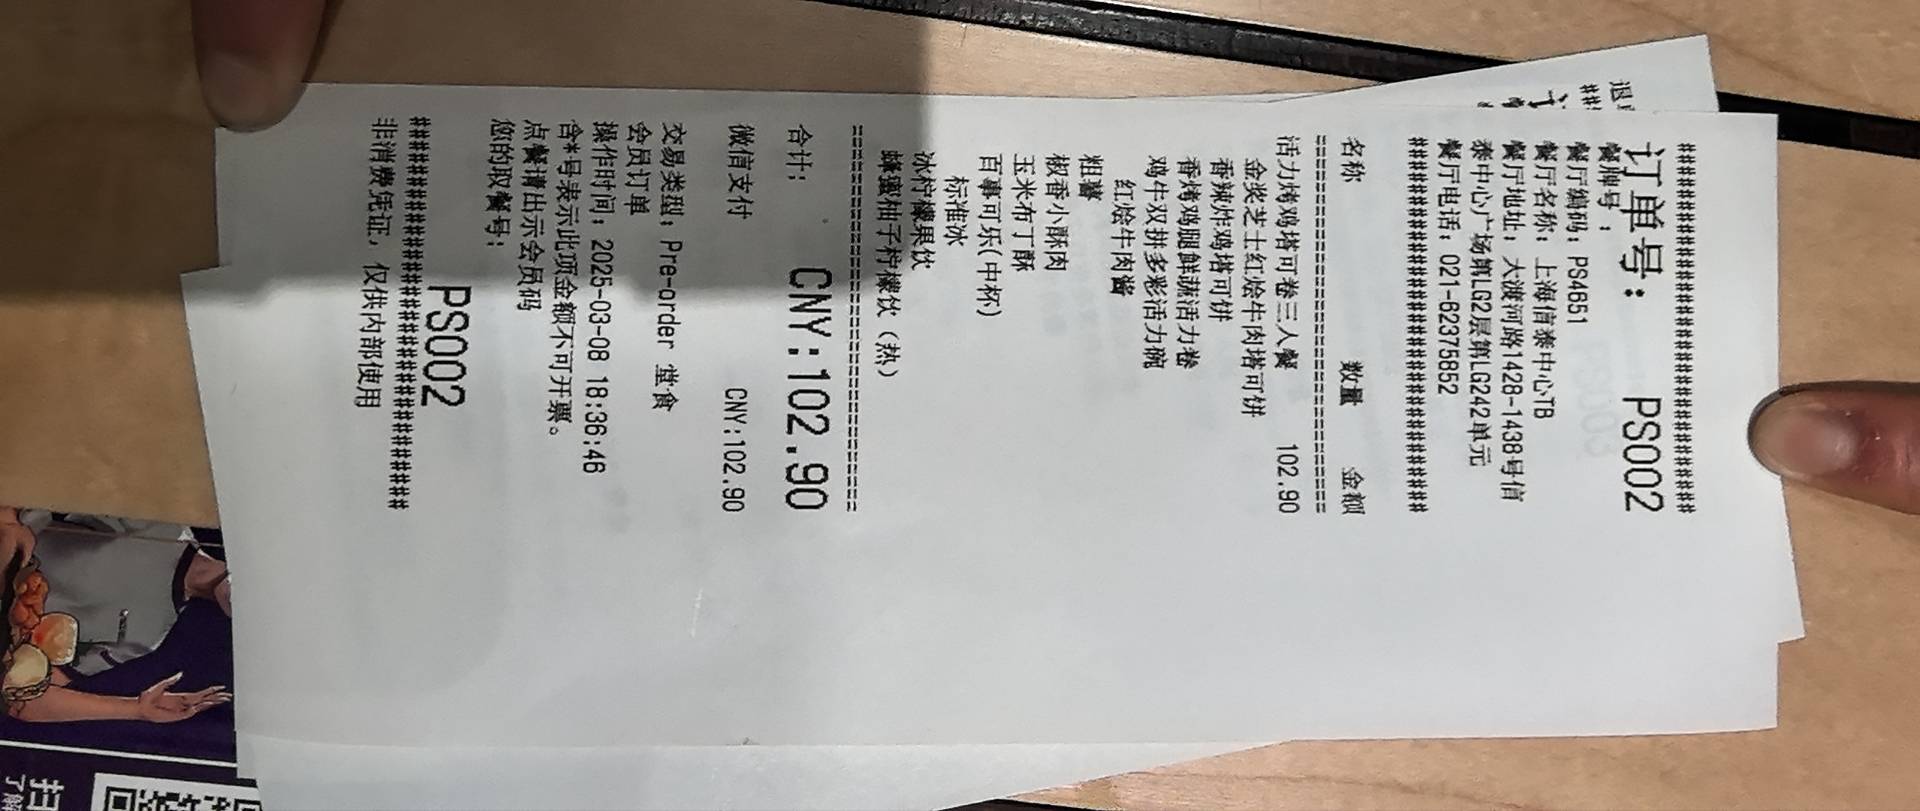 ######################
订单号： PS002
餐牌号：
餐厅编码：PS4651
餐厅名称：上海信泰中心TB
餐厅地址：大渡河路1428-1438号信
泰中心广场第LG2层第LG242单元
餐厅电话：021-62375852
######################
名称 数量 金额
======================
活力烤鸡塔可卷三人餐 102.90
金奖芝士红烩牛肉塔可饼
香辣炸鸡塔可饼
香烤鸡腿鲜蔬活力卷
鸡牛双拼多彩活力碗
红烩牛肉酱
粗薯
椒香小酥肉
玉米布丁酥
百事可乐(中杯)
标准冰
冰柠檬果饮
蜂蜜柚子柠檬饮（热）
======================
合计： CNY:102.90
微信支付 CNY:102.90
交易类型：Pre-order 堂食
会员订单
操作时间：2025-03-08 18:36:46
含*号表示此项金额不可开票。
点餐请出示会员码
您的取餐号：
PS002
######################
非消费凭证，仅供内部使用
扫
了解